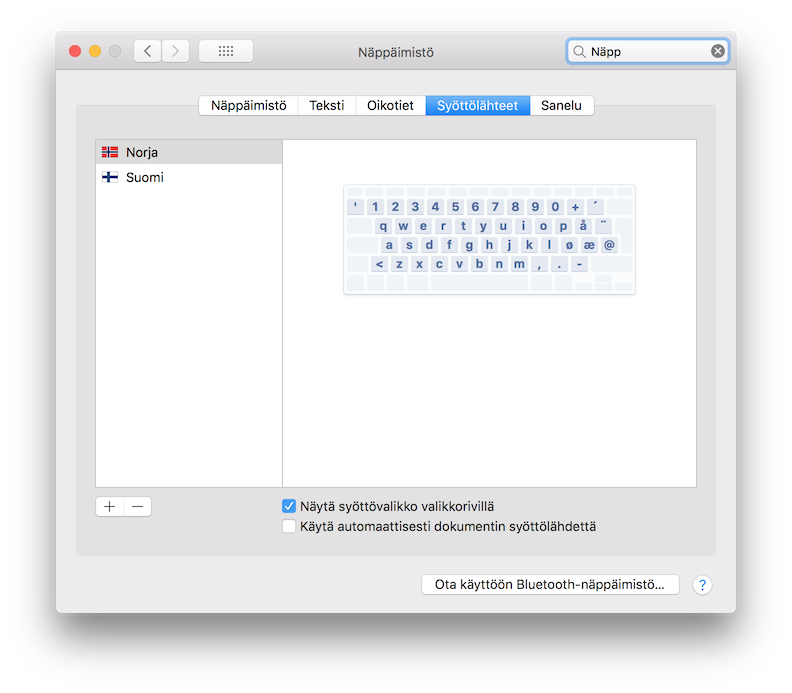 Näppäimistö
Näpp
Näppäimistö Teksti Oikotiet Syöttölähteet Sanelu
Norja
Suomi
' 1 2 3 4 5 6 7 8 9 0 + ´
q w e r t y u i o p å ¨
a s d f g h j k l ø æ @
< z x c v b n m , . -
Näytä syöttövalikko valikkorivillä
Käytä automaattisesti dokumentin syöttölähdettä
Ota käyttöön Bluetooth-näppäimistö... ?